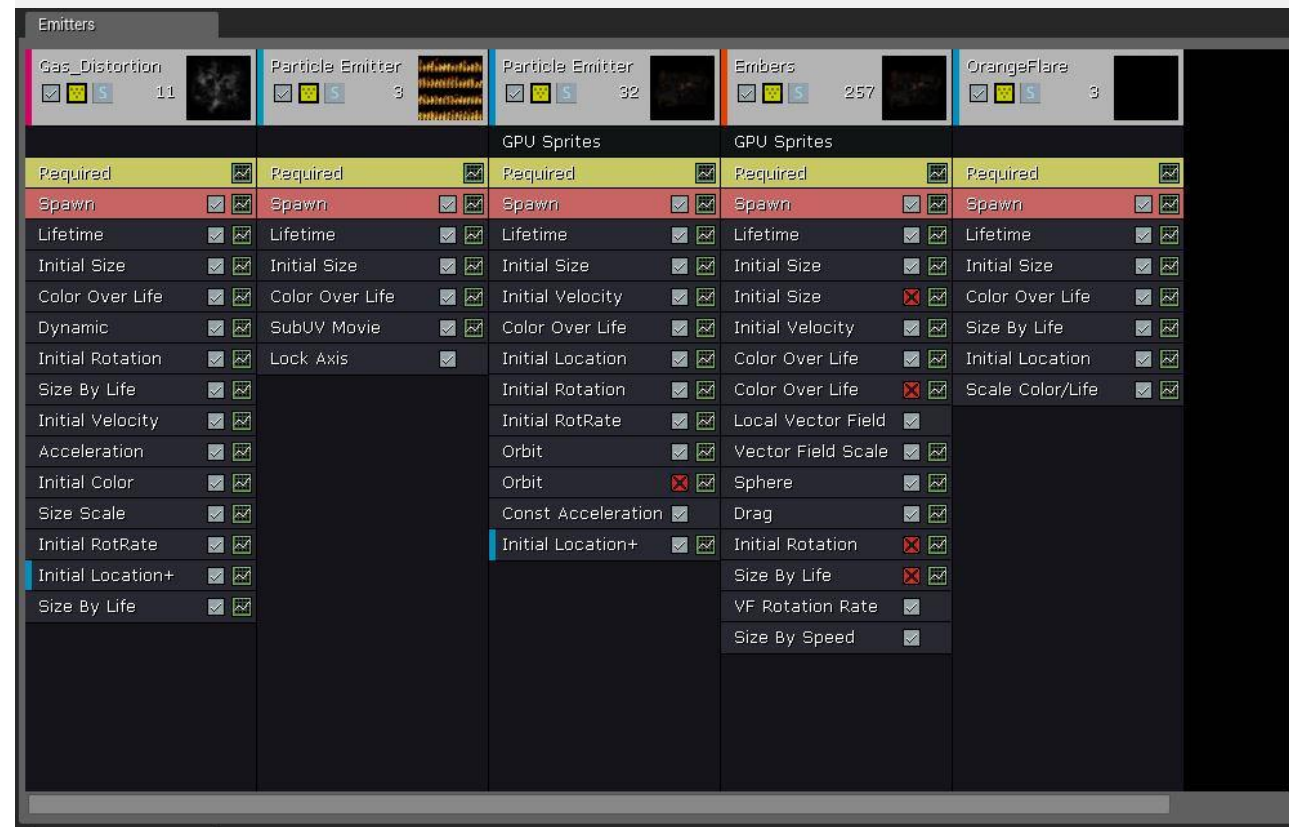 Emitters
Gas_Distortion
S 11
Particle Emitter
S 3
Particle Emitter
S 32
Embers
S 257
OrangeFlare
S 3
GPU Sprites
GPU Sprites
Required
Spawn
Lifetime
Initial Size
Color Over Life
Dynamic
Initial Rotation
Size By Life
Initial Velocity
Acceleration
Initial Color
Size Scale
Initial RotRate
Initial Location+
Size By Life
Required
Spawn
Lifetime
Initial Size
Color Over Life
SubUV Movie
Lock Axis
Required
Spawn
Lifetime
Initial Size
Initial Velocity
Color Over Life
Initial Location
Initial Rotation
Initial RotRate
Orbit
Orbit
Const Acceleration
Initial Location+
Required
Spawn
Lifetime
Initial Size
Initial Size
Initial Velocity
Color Over Life
Color Over Life
Local Vector Field
Vector Field Scale
Sphere
Drag
Initial Rotation
Size By Life
VF Rotation Rate
Size By Speed
Required
Spawn
Lifetime
Initial Size
Color Over Life
Size By Life
Initial Location
Scale Color/Life